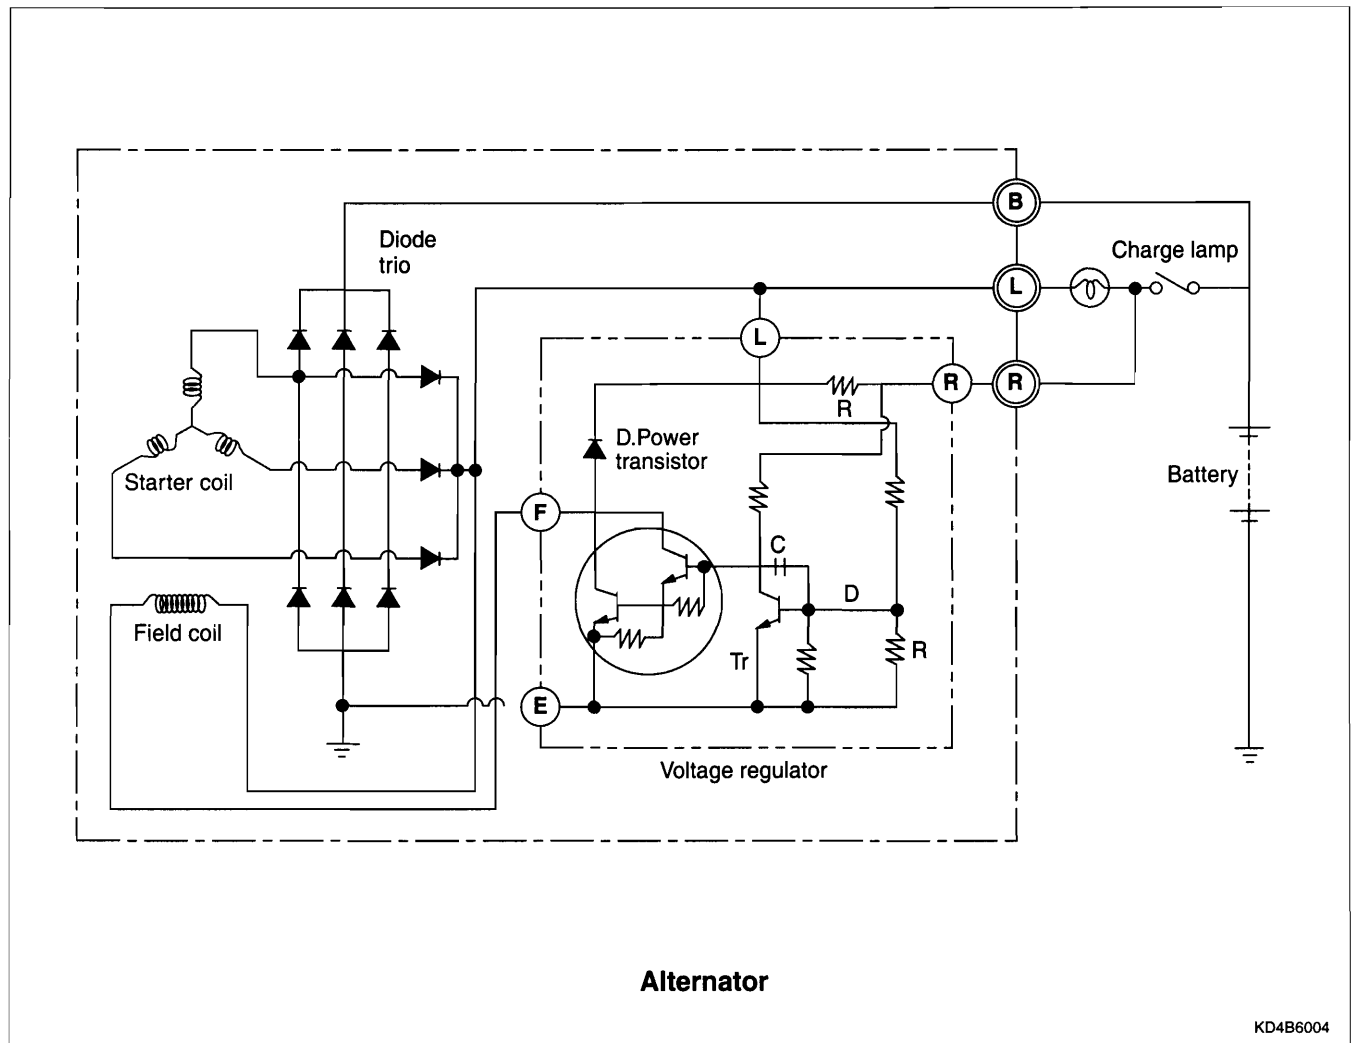 B
Diode
trio
Charge lamp
L
L
R
R
R
D.Power
transistor
Starter coil
Battery
F
C
D
Field coil
Tr
R
E
Voltage regulator
Alternator
KD4B6004